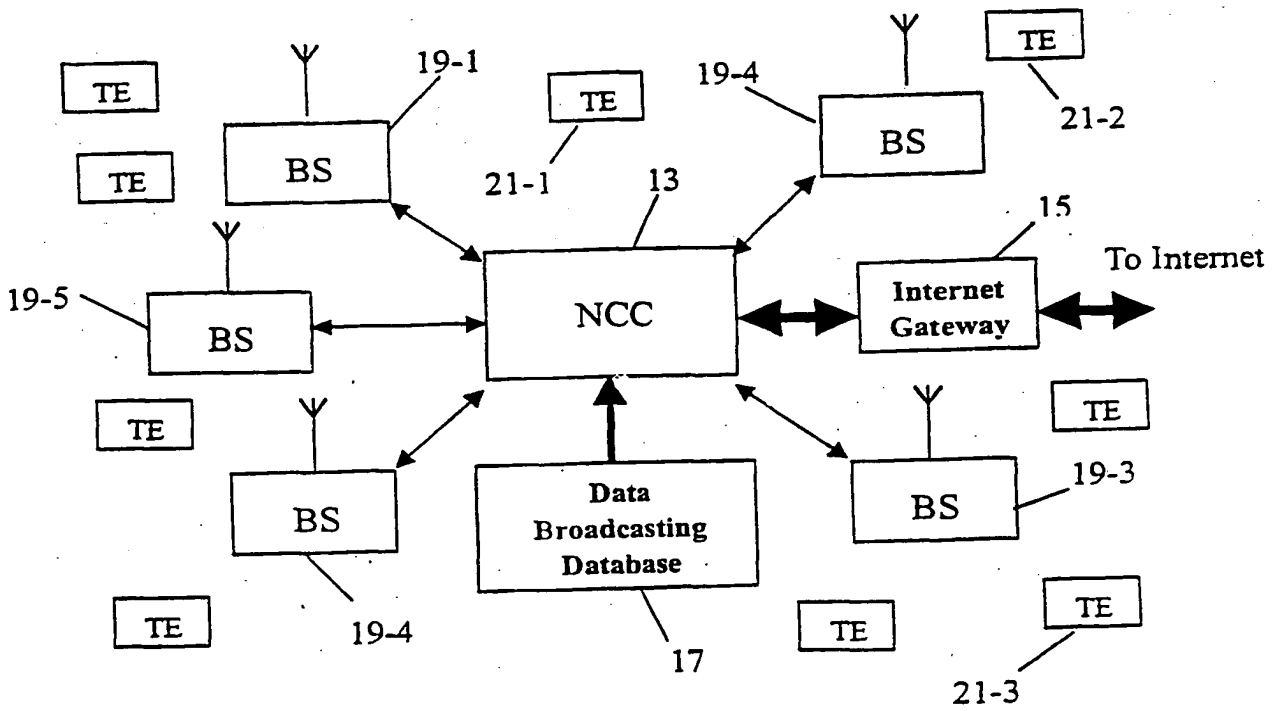 TE
19-1
TE
19-4
TE
21-2
TE
BS
21-1
13
BS
15
To Internet
19-5
BS
NCC
Internet
Gateway
TE
TE
BS
Data
Broadcasting
Database
BS
19-3
TE
19-4
17
TE
TE
21-3